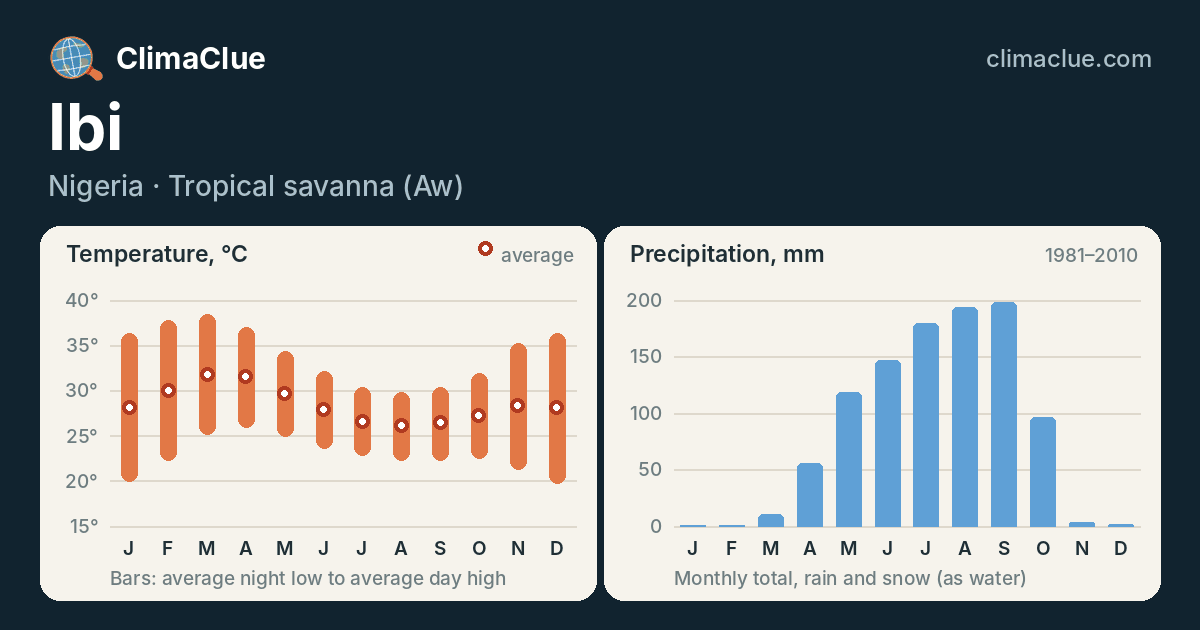 ClimaClue
climaclue.com
Ibi
Nigeria · Tropical savanna (Aw)
Temperature, °C
average
40°
35°
30°
25°
20°
15°
J F M A M J J A S O N D
Bars: average night low to average day high
Precipitation, mm
1981–2010
200
150
100
50
0
J F M A M J J A S O N D
Monthly total, rain and snow (as water)